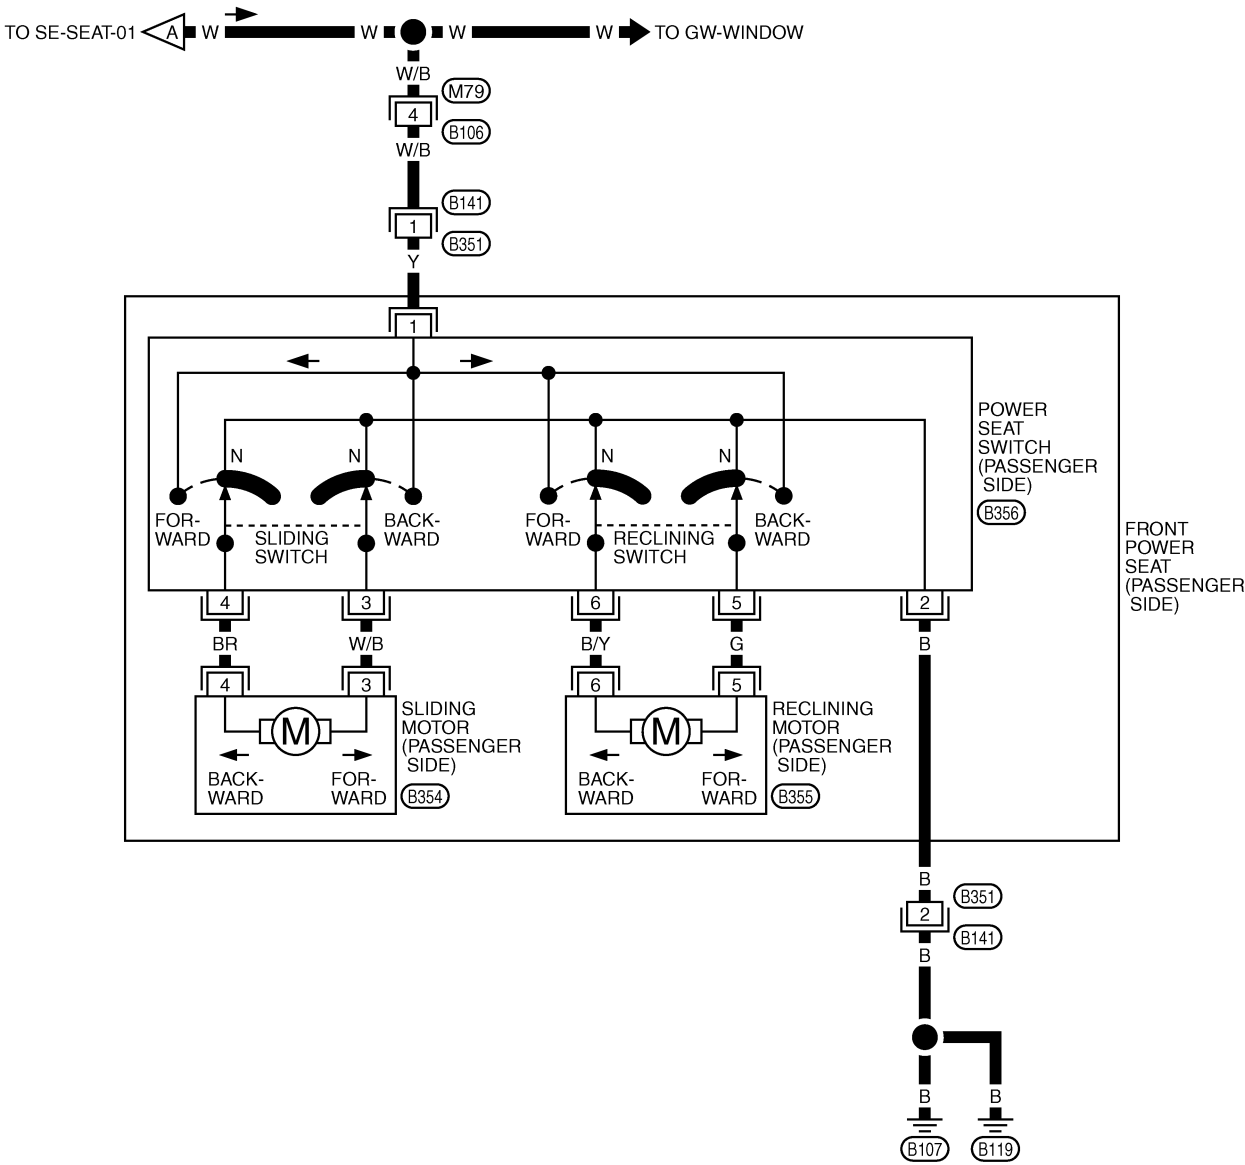 TO SE-SEAT-01 A W W W W TO GW-WINDOW
W/B
M79
4
B106
W/B
B141
1
B351
Y
1
N N N N
FOR-
WARD
SLIDING
SWITCH
BACK-
WARD
FOR-
WARD
RECLINING
SWITCH
BACK-
WARD
POWER
SEAT
SWITCH
(PASSENGER
SIDE)
B356
FRONT
POWER
SEAT
(PASSENGER
SIDE)
4 3 6 5 2
BR W/B B/Y G B
4 3 6 5
M
BACK-
WARD
FOR-
WARD
SLIDING
MOTOR
(PASSENGER
SIDE)
B354
M
BACK-
WARD
FOR-
WARD
RECLINING
MOTOR
(PASSENGER
SIDE)
B355
B
B351
2
B141
B
B B
B107 B119